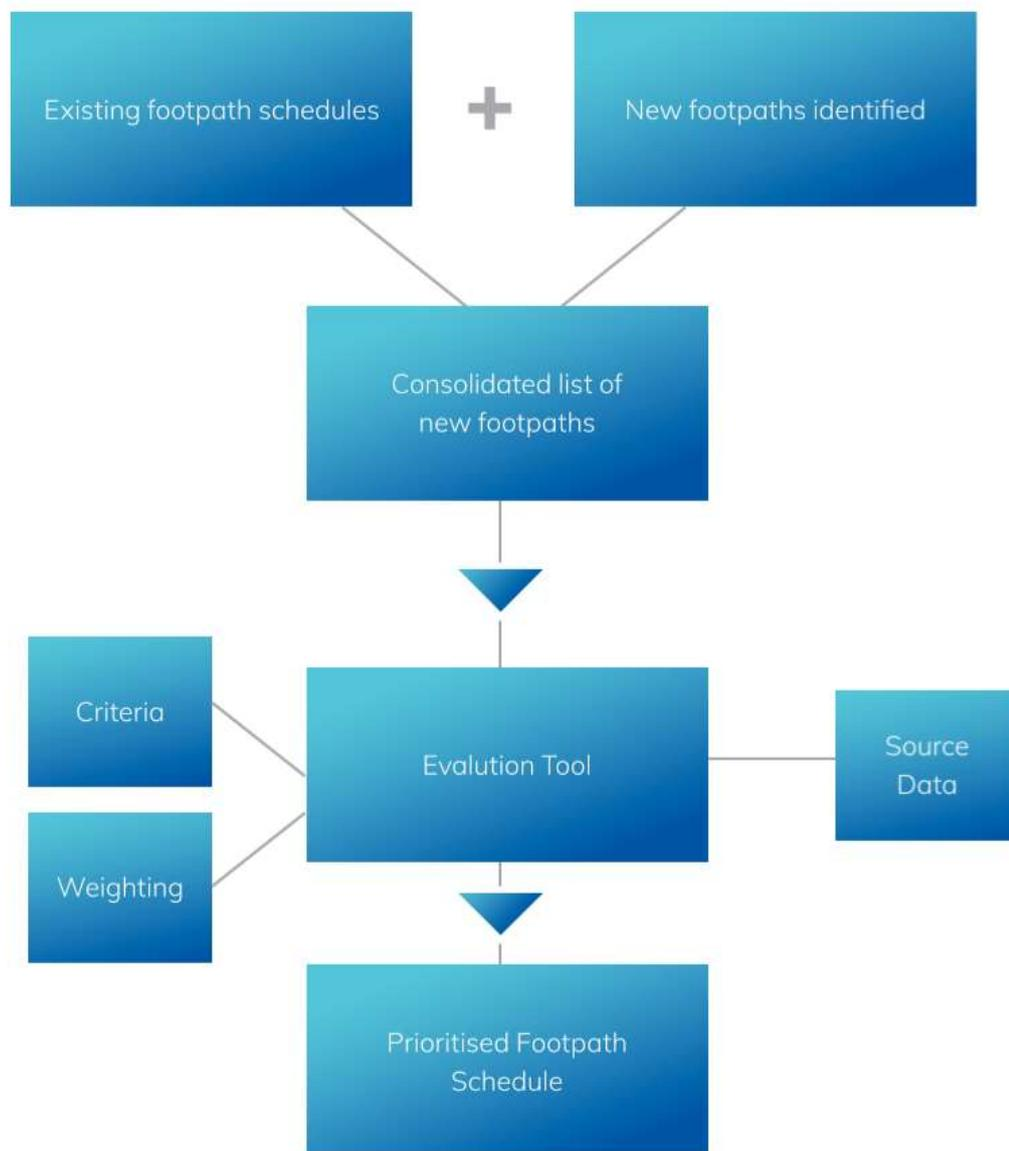 Existing footpath schedules
New footpaths identified
Consolidated list of
new footpaths
Criteria
Evalution Tool
Source
Data
Weighting
Prioritised Footpath
Schedule